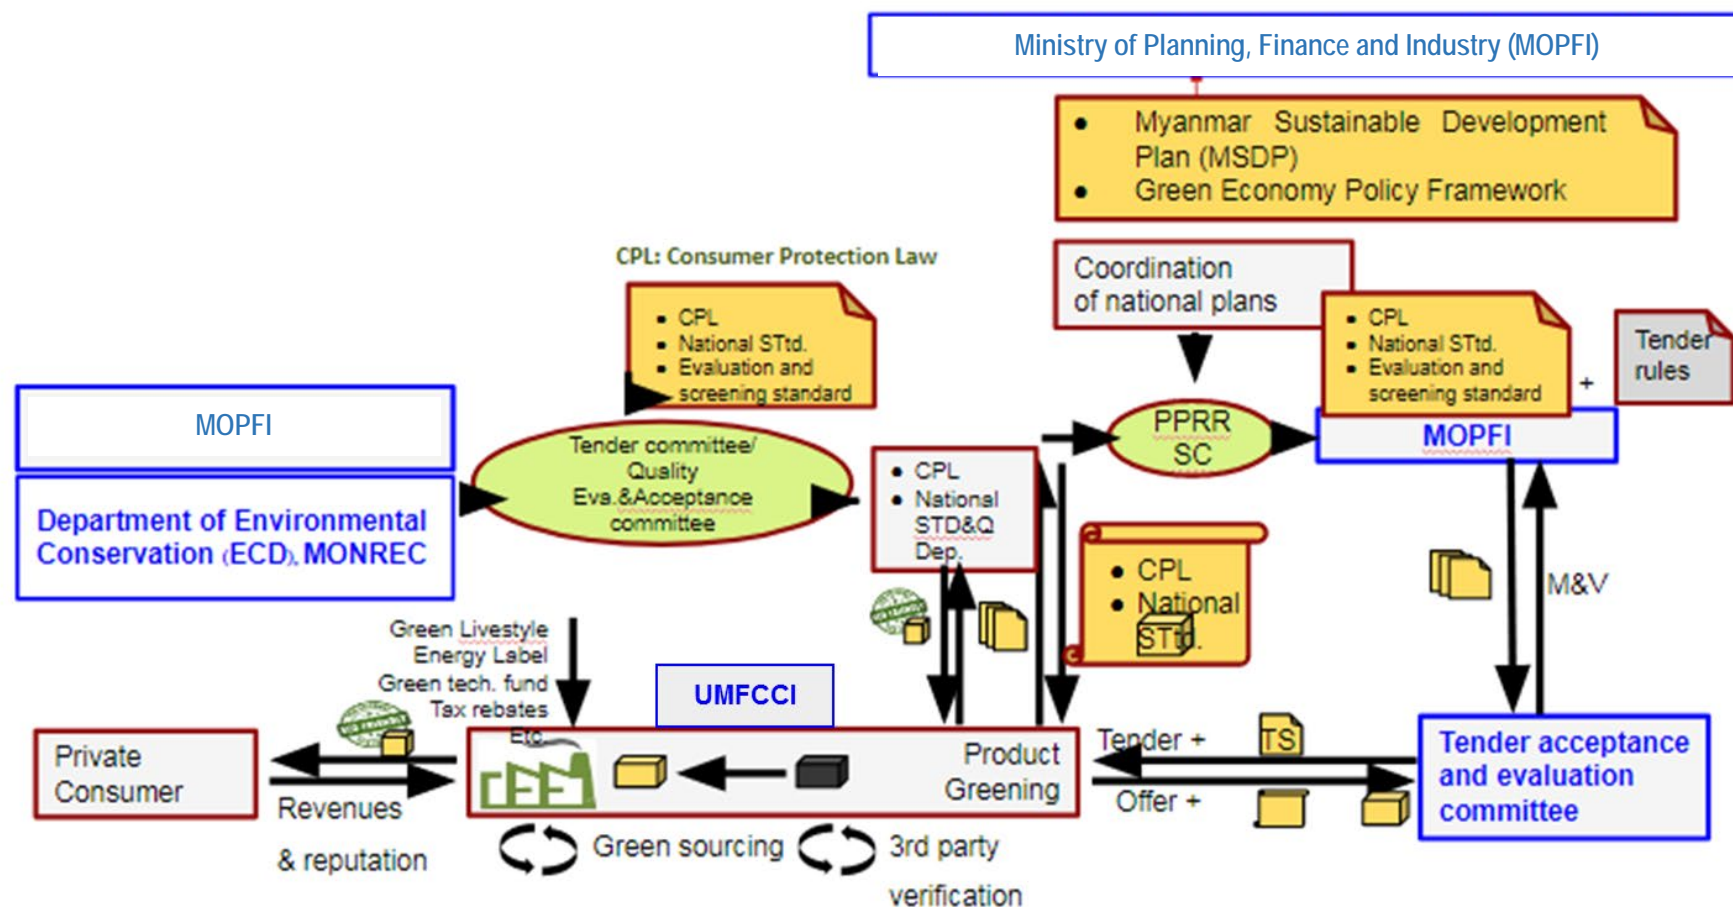 Ministry of Planning, Finance and Industry (MOPFI)
● Myanmar Sustainable Development
Plan (MSDP)
● Green Economy Policy Framework
CPL: Consumer Protection Law
Coordination
of national plans
● CPL
● National STtd.
● Evaluation and
screening standard
● CPL
● National STtd.
● Evaluation and
screening standard
+
Tender
rules
MOPFI
Department of Environmental
Conservation (ECD), MONREC
Tender committee/
Quality
Eva.&Acceptance
committee
● CPL
● National
STD&Q
Dep.
PPRR
SC
MOPFI
● CPL
● National
STtd.
M&V
Green Livestyle
Energy Label
Green tech. fund
Tax rebates
Etc.
UMFCCI
Private
Consumer
Revenues
& reputation
Product
Greening
Tender +
TS
Offer +
Tender acceptance
and evaluation
committee
Green sourcing
3rd party
verification